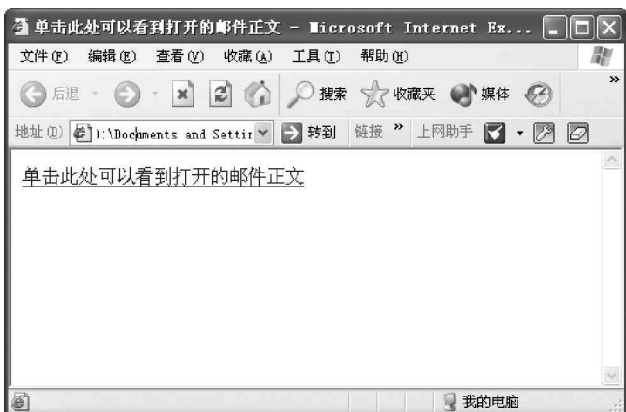 单击此处可以看到打开的邮件正文 - Microsoft Internet Ex...
文件(F) 编辑(E) 查看(V) 收藏(A) 工具(T) 帮助(H)
后退 搜索 收藏夹 媒体 »
地址(D) D:\Documents and Settin 转到 链接 » 上网助手
单击此处可以看到打开的邮件正文
我的电脑